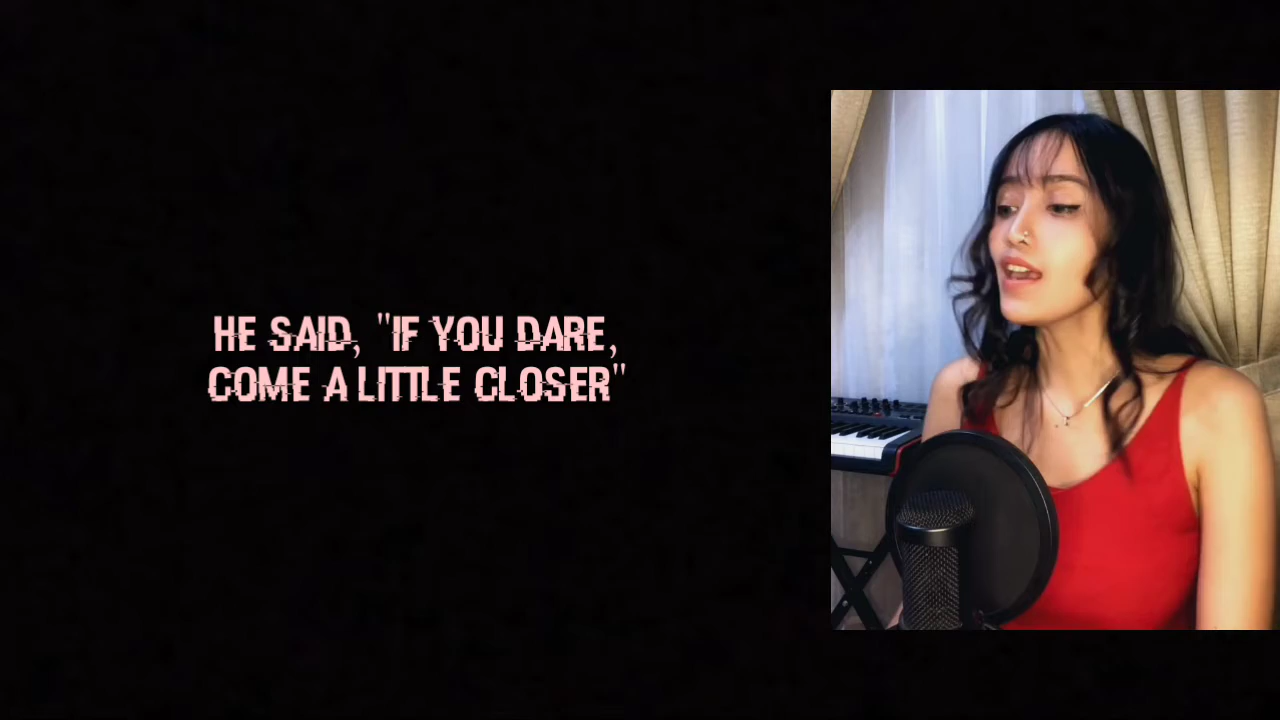 HE SAID, "IF YOU DARE,
COME A LITTLE CLOSER"